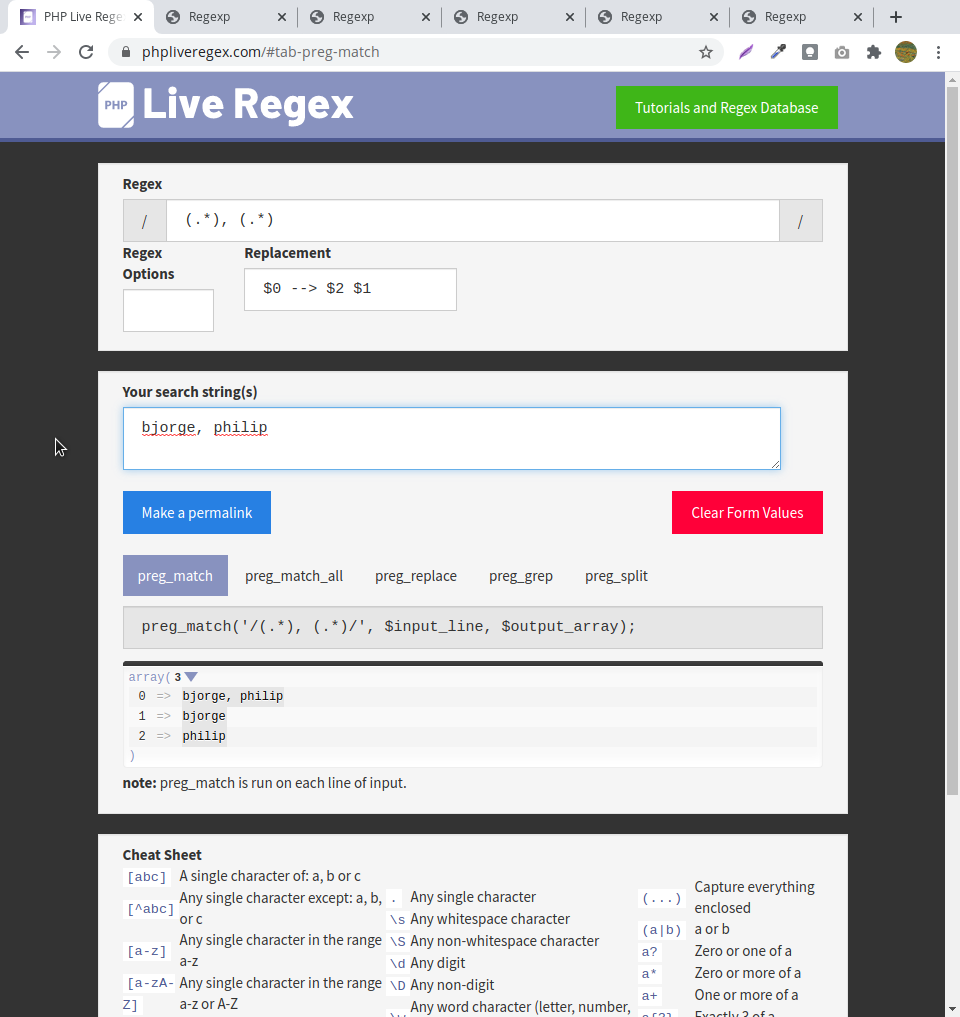 PHP Live Rege
Regexp
Regexp
Regexp
Regexp
Regexp
phpliveregex.com/#tab-preg-match
PHP Live Regex
Tutorials and Regex Database
Regex
/ (.*), (.*) /
Regex Options
Replacement
$0 --> $2 $1
Your search string(s)
bjorge, philip
Make a permalink
Clear Form Values
preg_match preg_match_all preg_replace preg_grep preg_split
preg_match('/(.*), (.*)/', $input_line, $output_array);
array( 3
0 => bjorge, philip
1 => bjorge
2 => philip
)
note: preg_match is run on each line of input.
Cheat Sheet
[abc] A single character of: a, b or c
[^abc] Any single character except: a, b, or c
[a-z] Any single character in the range a-z
[a-zA-Z] Any single character in the range a-z or A-Z
. Any single character
\s Any whitespace character
\S Any non-whitespace character
\d Any digit
\D Any non-digit
Any word character (letter, number,
(...) Capture everything enclosed
(a|b) a or b
a? Zero or one of a
a* Zero or more of a
a+ One or more of a
a{3} Exactly 3 of a